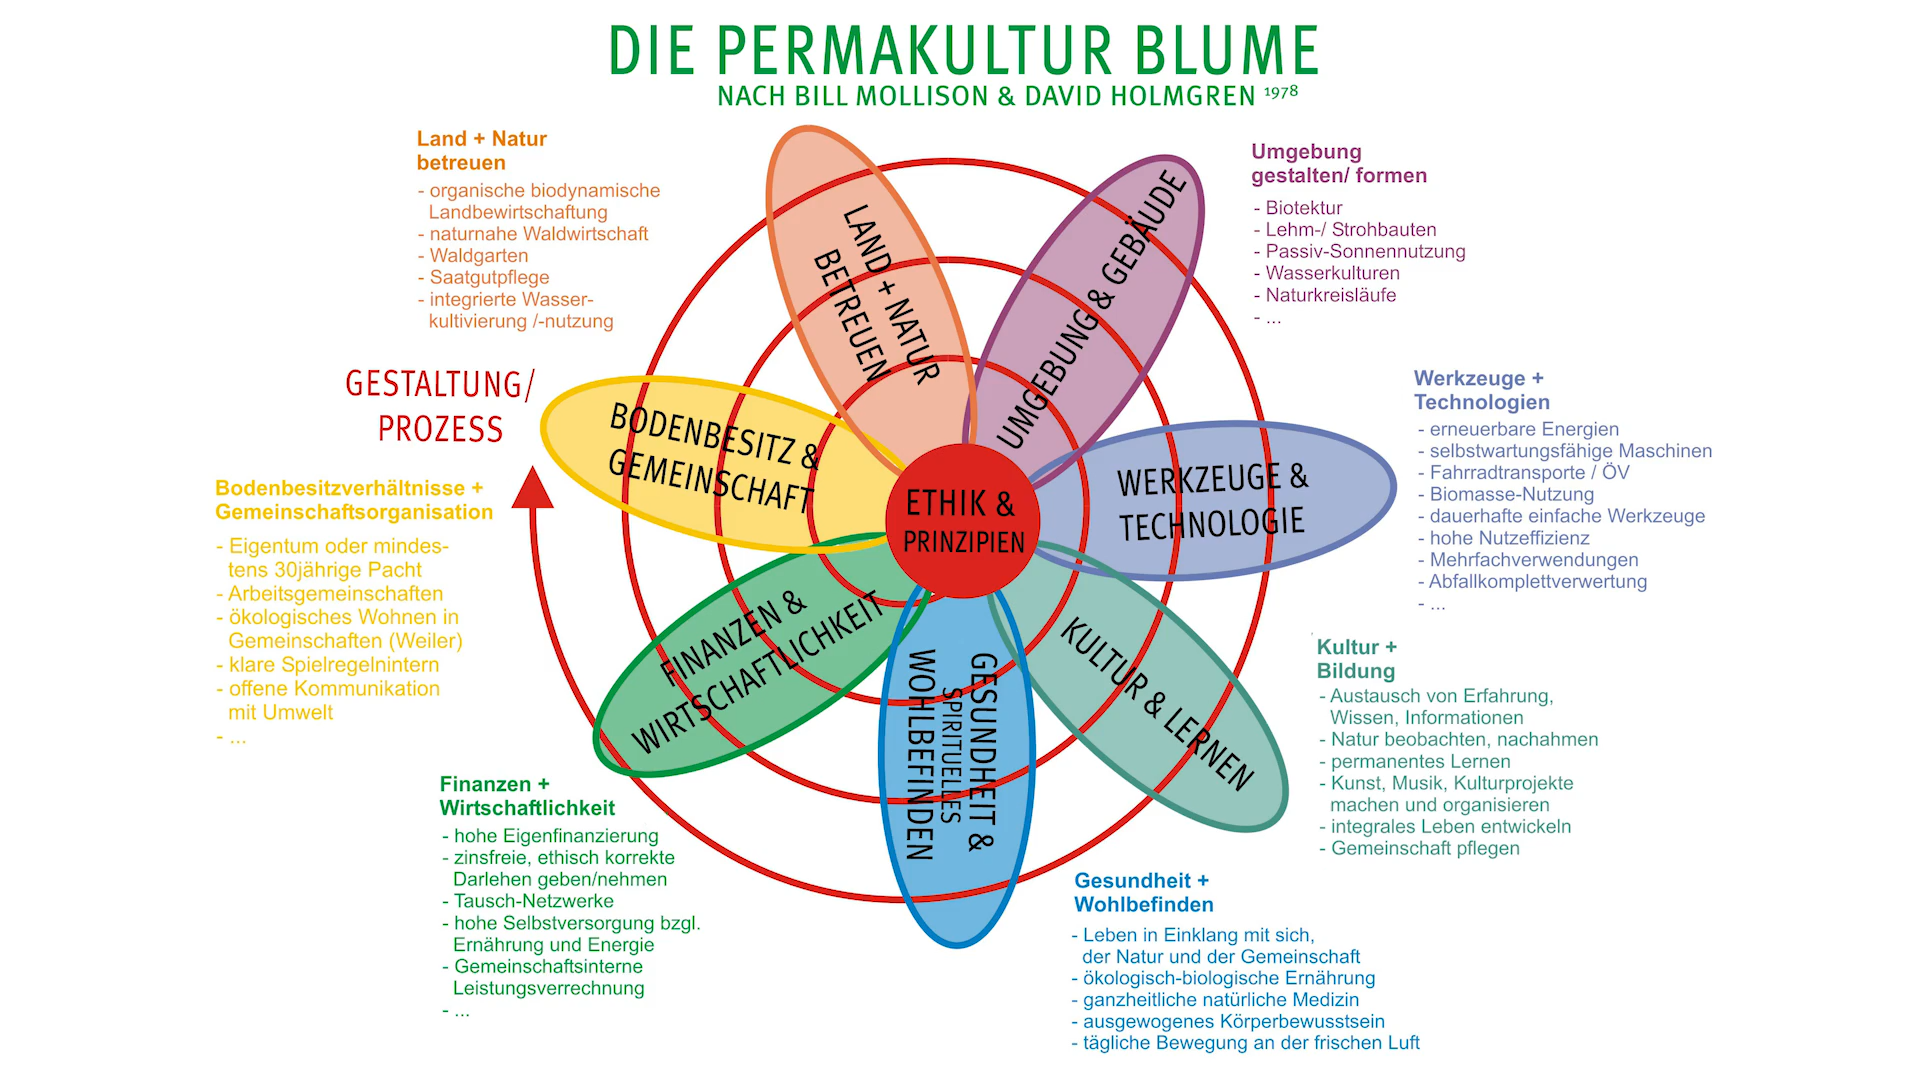 DIE PERMAKULTUR BLUME
NACH BILL MOLLISON & DAVID HOLMGREN 1978
Land + Natur
betreuen
- organische biodynamische
Landbewirtschaftung
- naturnahe Waldwirtschaft
- Waldgarten
- Saatgutpflege
- integrierte Wasser-
kultivierung /-nutzung
Umgebung
gestalten/ formen
- Biotektur
- Lehm-/ Strohbauten
- Passiv-Sonnennutzung
- Wasserkulturen
- Naturkreisläufe
- ...
GESTALTUNG/
PROZESS
Werkzeuge +
Technologien
- erneuerbare Energien
- selbstwartungsfähige Maschinen
- Fahrradtransporte / ÖV
- Biomasse-Nutzung
- dauerhafte einfache Werkzeuge
- hohe Nutzeffizienz
- Mehrfachverwendungen
- Abfallkomplettverwertung
- ...
LAND + NATUR
BETREUEN
UMGEBUNG & GEBÄUDE
BODENBESITZ &
GEMEINSCHAFT
WERKZEUGE &
TECHNOLOGIE
ETHIK &
PRINZIPIEN
FINANZEN &
WIRTSCHAFTLICHKEIT
GESUNDHEIT &
SPIRITUELLES
WOHLBEFINDEN
KULTUR & LERNEN
Bodenbesitzverhältnisse +
Gemeinschaftsorganisation
- Eigentum oder mindes-
tens 30jährige Pacht
- Arbeitsgemeinschaften
- ökologisches Wohnen in
Gemeinschaften (Weiler)
- klare Spielregelnintern
- offene Kommunikation
mit Umwelt
- ...
Kultur +
Bildung
- Austausch von Erfahrung,
Wissen, Informationen
- Natur beobachten, nachahmen
- permanentes Lernen
- Kunst, Musik, Kulturprojekte
machen und organisieren
- integrales Leben entwickeln
- Gemeinschaft pflegen
Finanzen +
Wirtschaftlichkeit
- hohe Eigenfinanzierung
- zinsfreie, ethisch korrekte
Darlehen geben/nehmen
- Tausch-Netzwerke
- hohe Selbstversorgung bzgl.
Ernährung und Energie
- Gemeinschaftsinterne
Leistungsverrechnung
- ...
Gesundheit +
Wohlbefinden
- Leben in Einklang mit sich,
der Natur und der Gemeinschaft
- ökologisch-biologische Ernährung
- ganzheitliche natürliche Medizin
- ausgewogenes Körperbewusstsein
- tägliche Bewegung an der frischen Luft